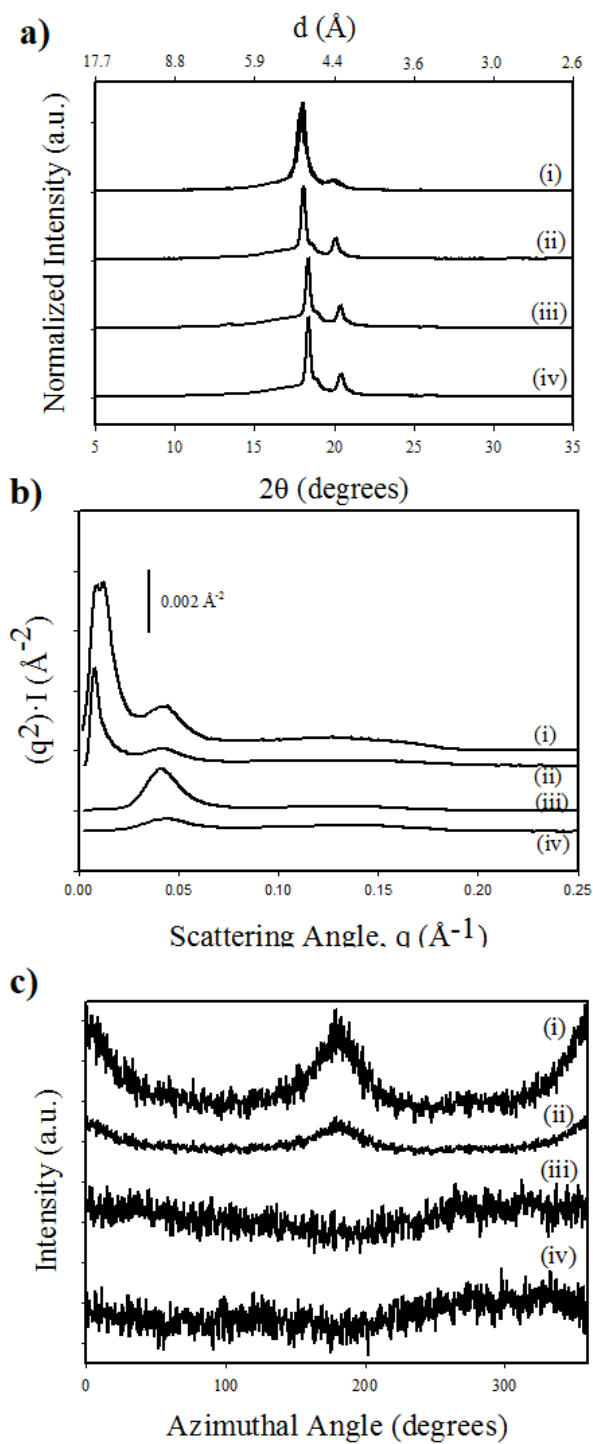 a)
d (Å)
17.7 8.8 5.9 4.4 3.6 3.0 2.6
Normalized Intensity (a.u.)
(i)
(ii)
(iii)
(iv)
5 10 15 20 25 30 35
2θ (degrees)
b)
0.002 Å-2
(q2)·I (Å-2)
(i)
(ii)
(iii)
(iv)
0.00 0.05 0.10 0.15 0.20 0.25
Scattering Angle, q (Å-1)
c)
Intensity (a.u.)
(i)
(ii)
(iii)
(iv)
0 100 200 300
Azimuthal Angle (degrees)